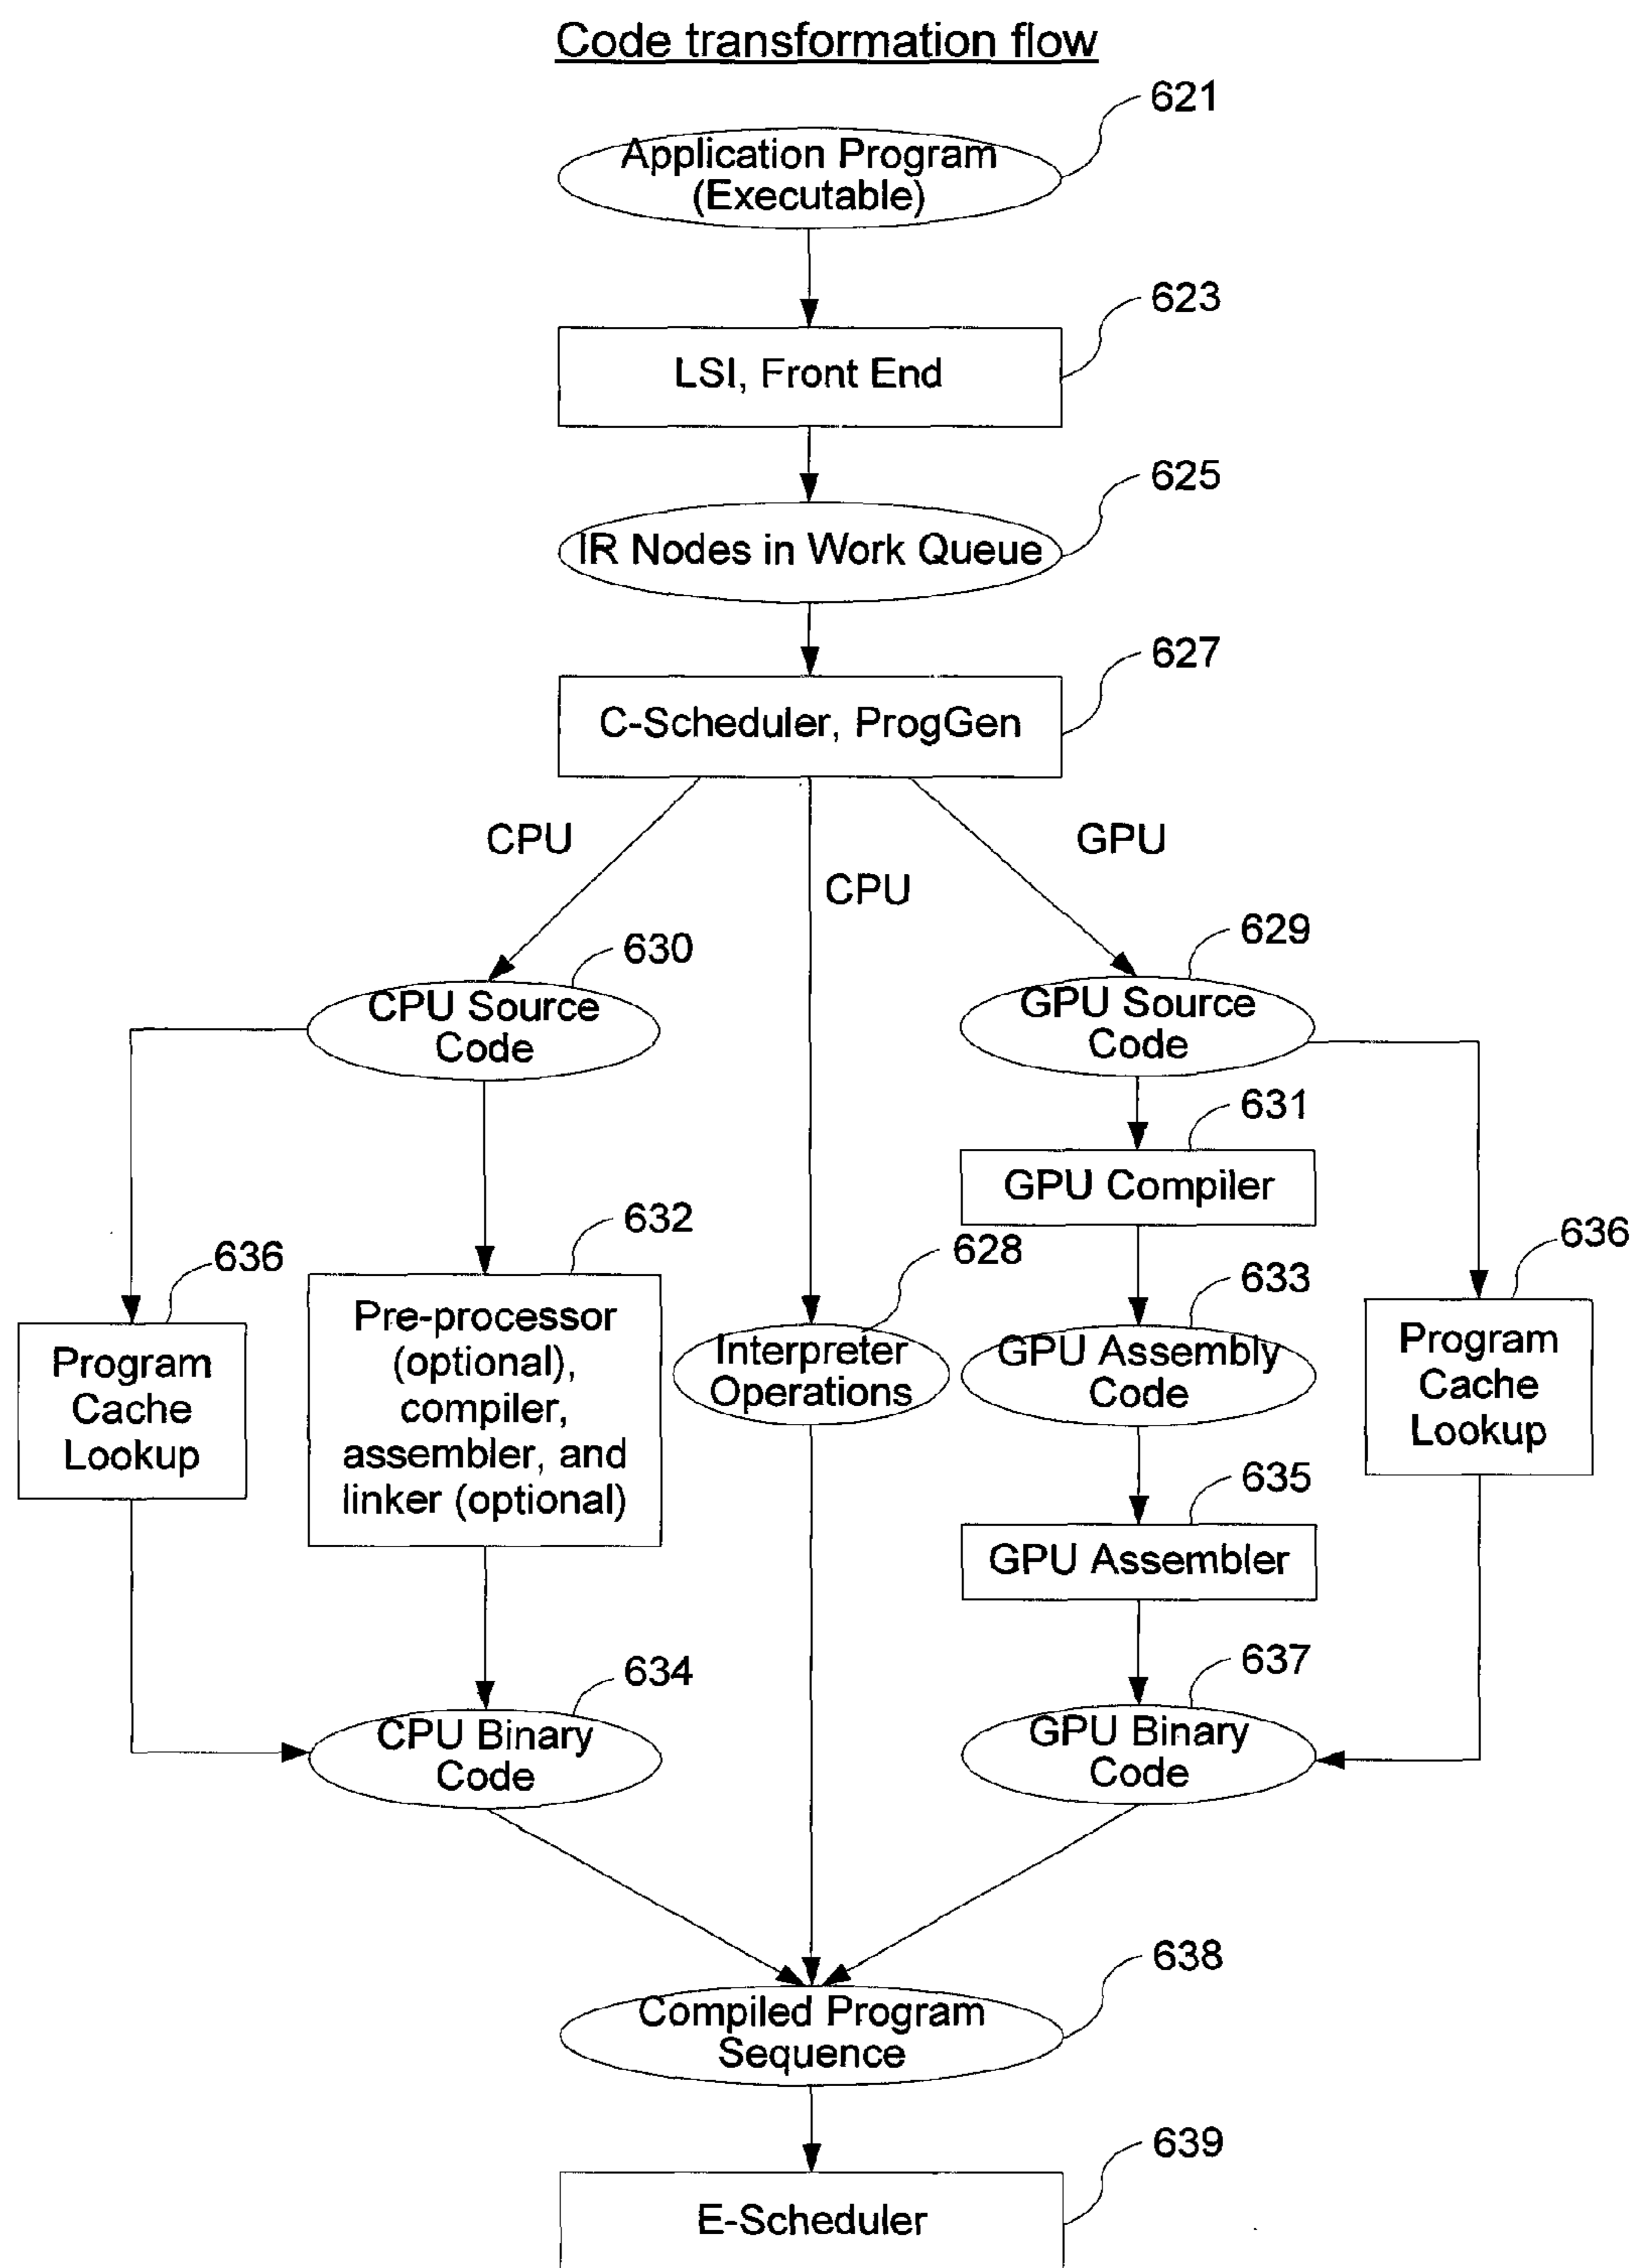 Code transformation flow
621
Application Program
(Executable)
623
LSI, Front End
625
IR Nodes in Work Queue
627
C-Scheduler, ProgGen
CPU
CPU
GPU
630
CPU Source
Code
629
GPU Source
Code
631
GPU Compiler
636
Program
Cache
Lookup
632
Pre-processor
(optional),
compiler,
assembler, and
linker (optional)
628
Interpreter
Operations
633
GPU Assembly
Code
636
Program
Cache
Lookup
635
GPU Assembler
634
CPU Binary
Code
637
GPU Binary
Code
638
Compiled Program
Sequence
639
E-Scheduler